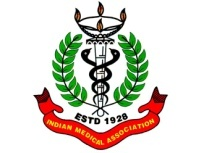 ESTD 1928
INDIAN MEDICAL ASSOCIATION